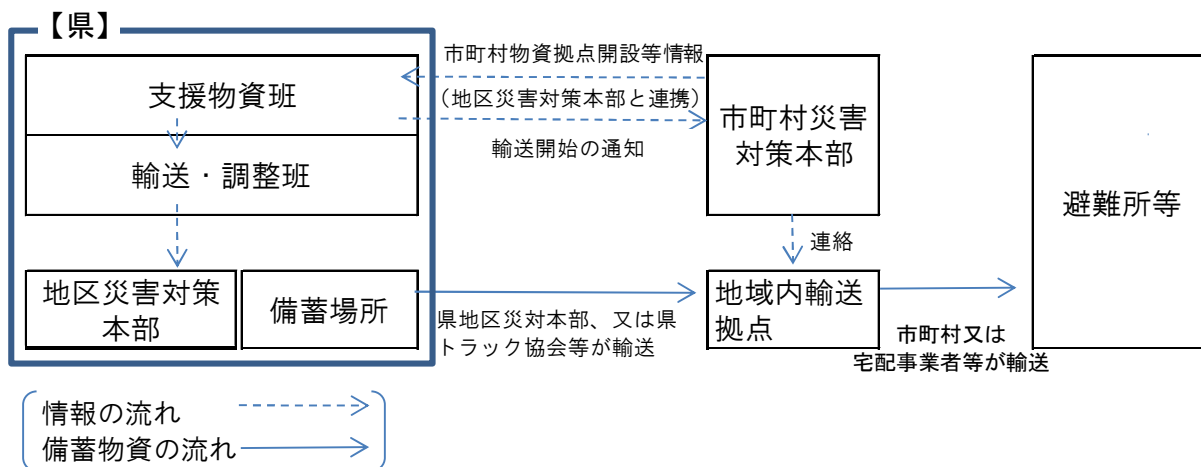 【県】
支援物資班
輸送・調整班
地区災害対策
本部
備蓄場所
市町村物資拠点開設等情報
(地区災害対策本部と連携)
輸送開始の通知
市町村災害
対策本部
連絡
地域内輸送
拠点
県地区災対本部、又は県
トラック協会等が輸送
市町村又は
宅配事業者等が輸送
避難所等
情報の流れ
備蓄物資の流れ